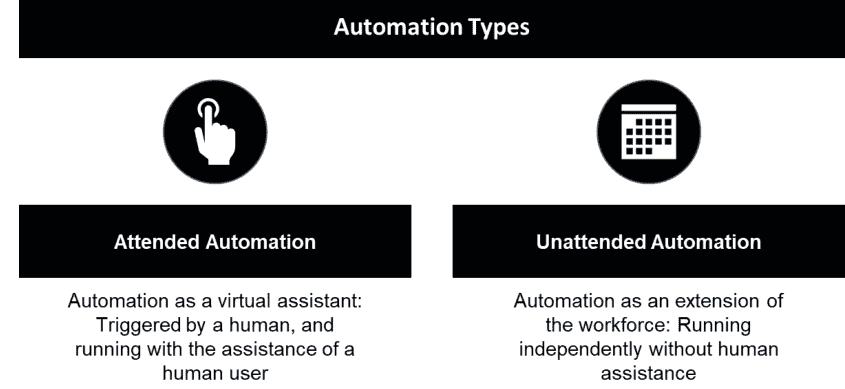 Automation Types
Attended Automation
Automation as a virtual assistant:
Triggered by a human, and
running with the assistance of a
human user
Unattended Automation
Automation as an extension of
the workforce: Running
independently without human
assistance